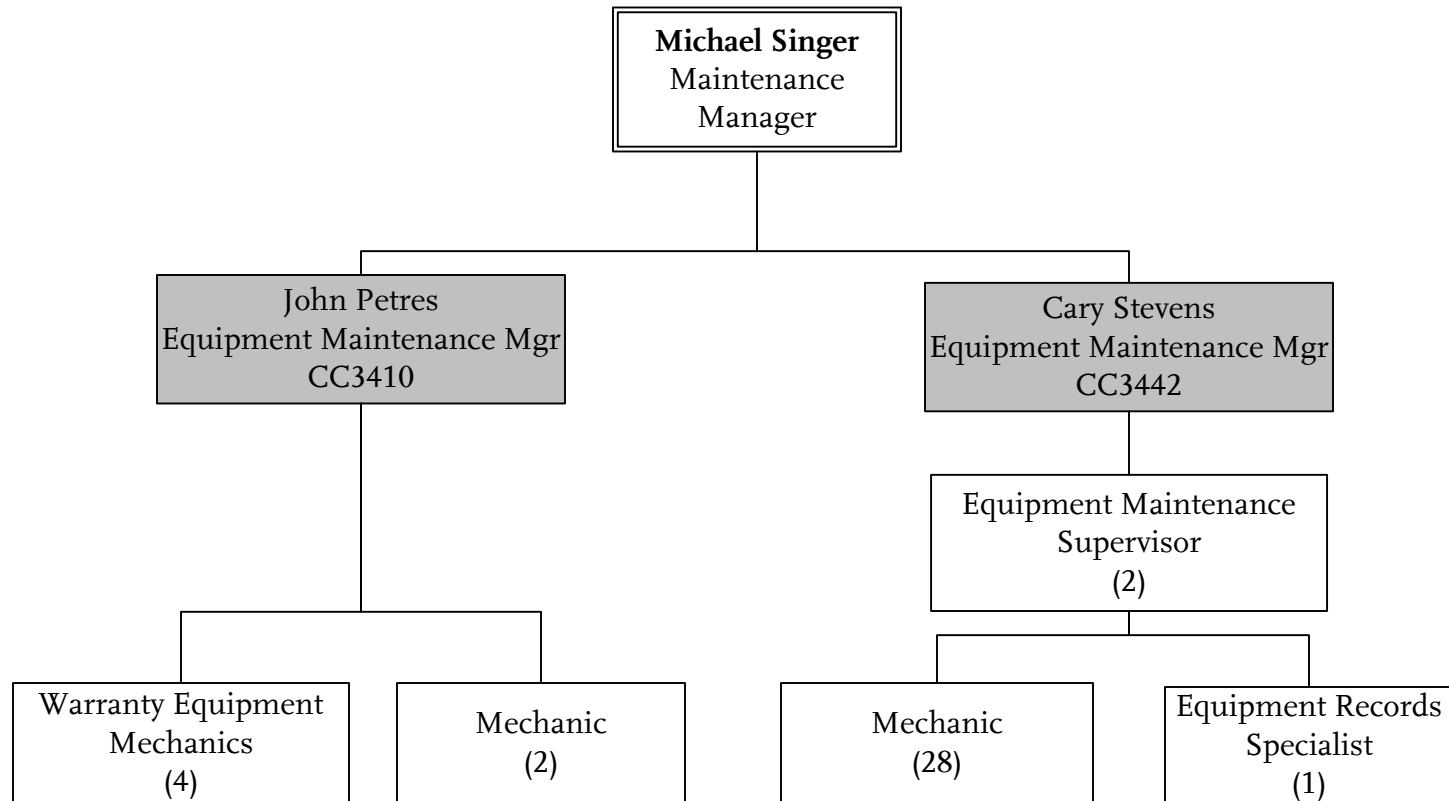 Michael Singer
Maintenance
Manager
John Petres
Equipment Maintenance Mgr
CC3410
Cary Stevens
Equipment Maintenance Mgr
CC3442
Equipment Maintenance
Supervisor
(2)
Warranty Equipment
Mechanics
(4)
Mechanic
(2)
Mechanic
(28)
Equipment Records
Specialist
(1)